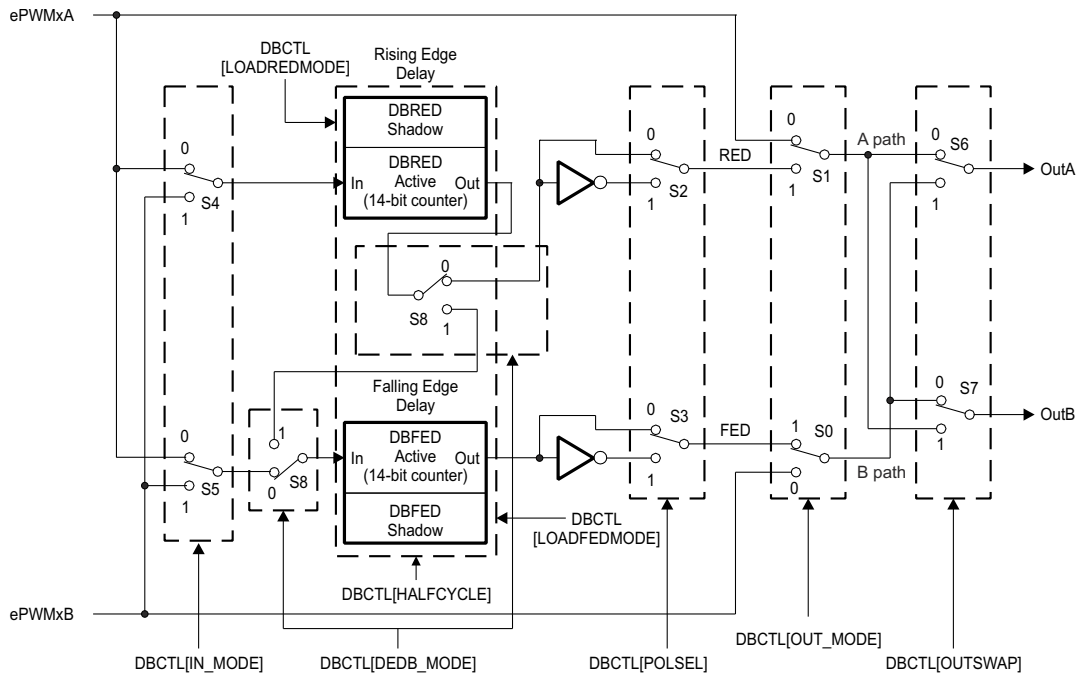 ePWMxA
DBCTL
[LOADREDMODE]
Rising Edge
Delay
DBRED
Shadow
DBRED
Active
(14-bit counter)
In
Out
0
S4
1
0
S2
1
RED
0
S1
1
A path
0
S6
1
OutA
0
S8
1
Falling Edge
Delay
0
S5
1
1
S8
0
In
DBFED
Active
(14-bit counter)
Out
DBFED
Shadow
0
S3
1
FED
1
S0
0
B path
0
S7
1
OutB
DBCTL
[LOADFEDMODE]
DBCTL[HALFCYCLE]
ePWMxB
DBCTL[IN_MODE]
DBCTL[DEDB_MODE]
DBCTL[POLSEL]
DBCTL[OUT_MODE]
DBCTL[OUTSWAP]